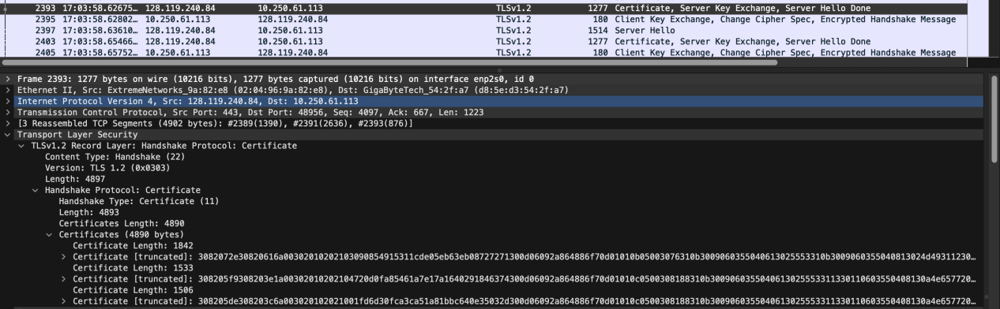 2393 17:03:58.62675… 128.119.240.84 10.250.61.113 TLSv1.2 1277 Certificate, Server Key Exchange, Server Hello Done
2395 17:03:58.62802… 10.250.61.113 128.119.240.84 TLSv1.2 180 Client Key Exchange, Change Cipher Spec, Encrypted Handshake Message
2397 17:03:58.63610… 128.119.240.84 10.250.61.113 TLSv1.2 1514 Server Hello
2403 17:03:58.65466… 128.119.240.84 10.250.61.113 TLSv1.2 1277 Certificate, Server Key Exchange, Server Hello Done
2405 17:03:58.65752… 10.250.61.113 128.119.240.84 TLSv1.2 180 Client Key Exchange, Change Cipher Spec, Encrypted Handshake Message
Frame 2393: 1277 bytes on wire (10216 bits), 1277 bytes captured (10216 bits) on interface enp2s0, id 0
Ethernet II, Src: ExtremeNetworks_9a:82:e8 (02:04:96:9a:82:e8), Dst: GigaByteTech_54:2f:a7 (d8:5e:d3:54:2f:a7)
Internet Protocol Version 4, Src: 128.119.240.84, Dst: 10.250.61.113
Transmission Control Protocol, Src Port: 443, Dst Port: 48956, Seq: 4097, Ack: 667, Len: 1223
[3 Reassembled TCP Segments (4902 bytes): #2389(1390), #2391(2636), #2393(876)]
Transport Layer Security
TLSv1.2 Record Layer: Handshake Protocol: Certificate
Content Type: Handshake (22)
Version: TLS 1.2 (0x0303)
Length: 4897
Handshake Protocol: Certificate
Handshake Type: Certificate (11)
Length: 4893
Certificates Length: 4890
Certificates (4890 bytes)
Certificate Length: 1842
Certificate [truncated]: 3082072e30820616a00302010202103090854915311cde05eb63eb08727271300d06092a864886f70d01010b05003076310b3009060355040613025553310b3009060355040813024d49311230…
Certificate Length: 1533
Certificate [truncated]: 308205f9308203e1a00302010202104720d0fa85461a7e17a1640291846374300d06092a864886f70d01010c0500308188310b3009060355040613025553311330110603550408130a4e657720…
Certificate Length: 1506
Certificate [truncated]: 308205de308203c6a003020102021001fd6d30fca3ca51a81bbc640e35032d300d06092a864886f70d01010c0500308188310b3009060355040613025553311330110603550408130a4e657720…